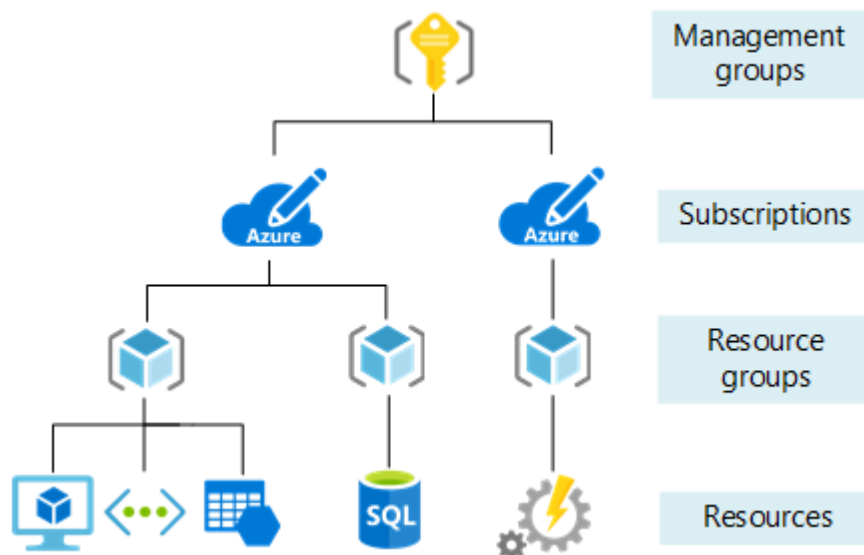 Management
groups
Azure
Azure
Subscriptions
Resource
groups
SQL
Resources